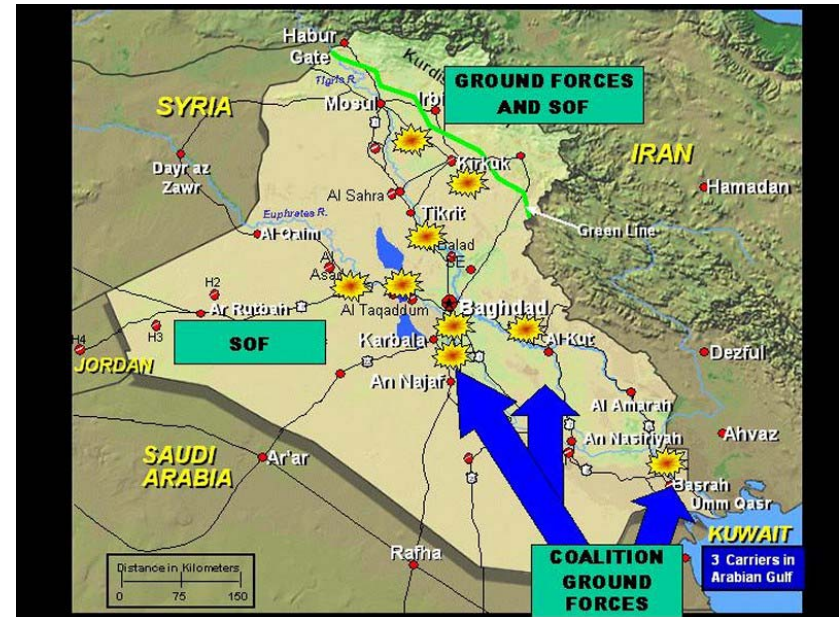 Habur
Gate
Tigris R.
Mosul
GROUND FORCES
AND SOF
SYRIA
IRAN
Dayr az
Zawr
Kirkuk
Hamadan
Al Sahra
Euphrates R.
Tikrit
Al Qaim
Green Line
Balad
SE
Al
H2
Ar Rutbah
Al Taqaddum
Baghdad
H3
H4
SOF
Karbala
Al-Kut
JORDAN
Dezful
An Najaf
Al Amarah
SAUDI
ARABIA
Ar'ar
An Nasiriyah
Ahvaz
Basrah
Umm Qasr
KUWAIT
Rafha
COALITION
GROUND
FORCES
3 Carriers in
Arabian Gulf
Distance in Kilometers
0 75 150